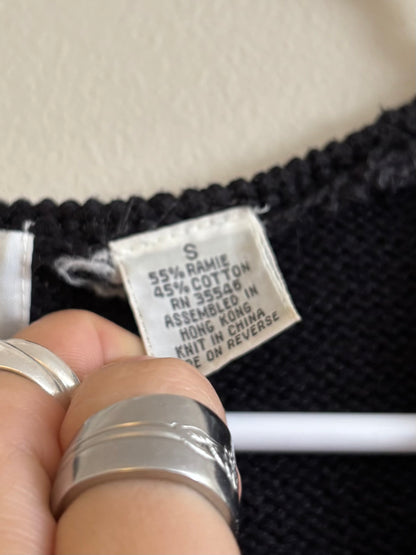 S
55% RAMIE
45% COTTON
RN 35546
ASSEMBLED IN
HONG KONG
KNIT IN CHINA
ON REVERSE